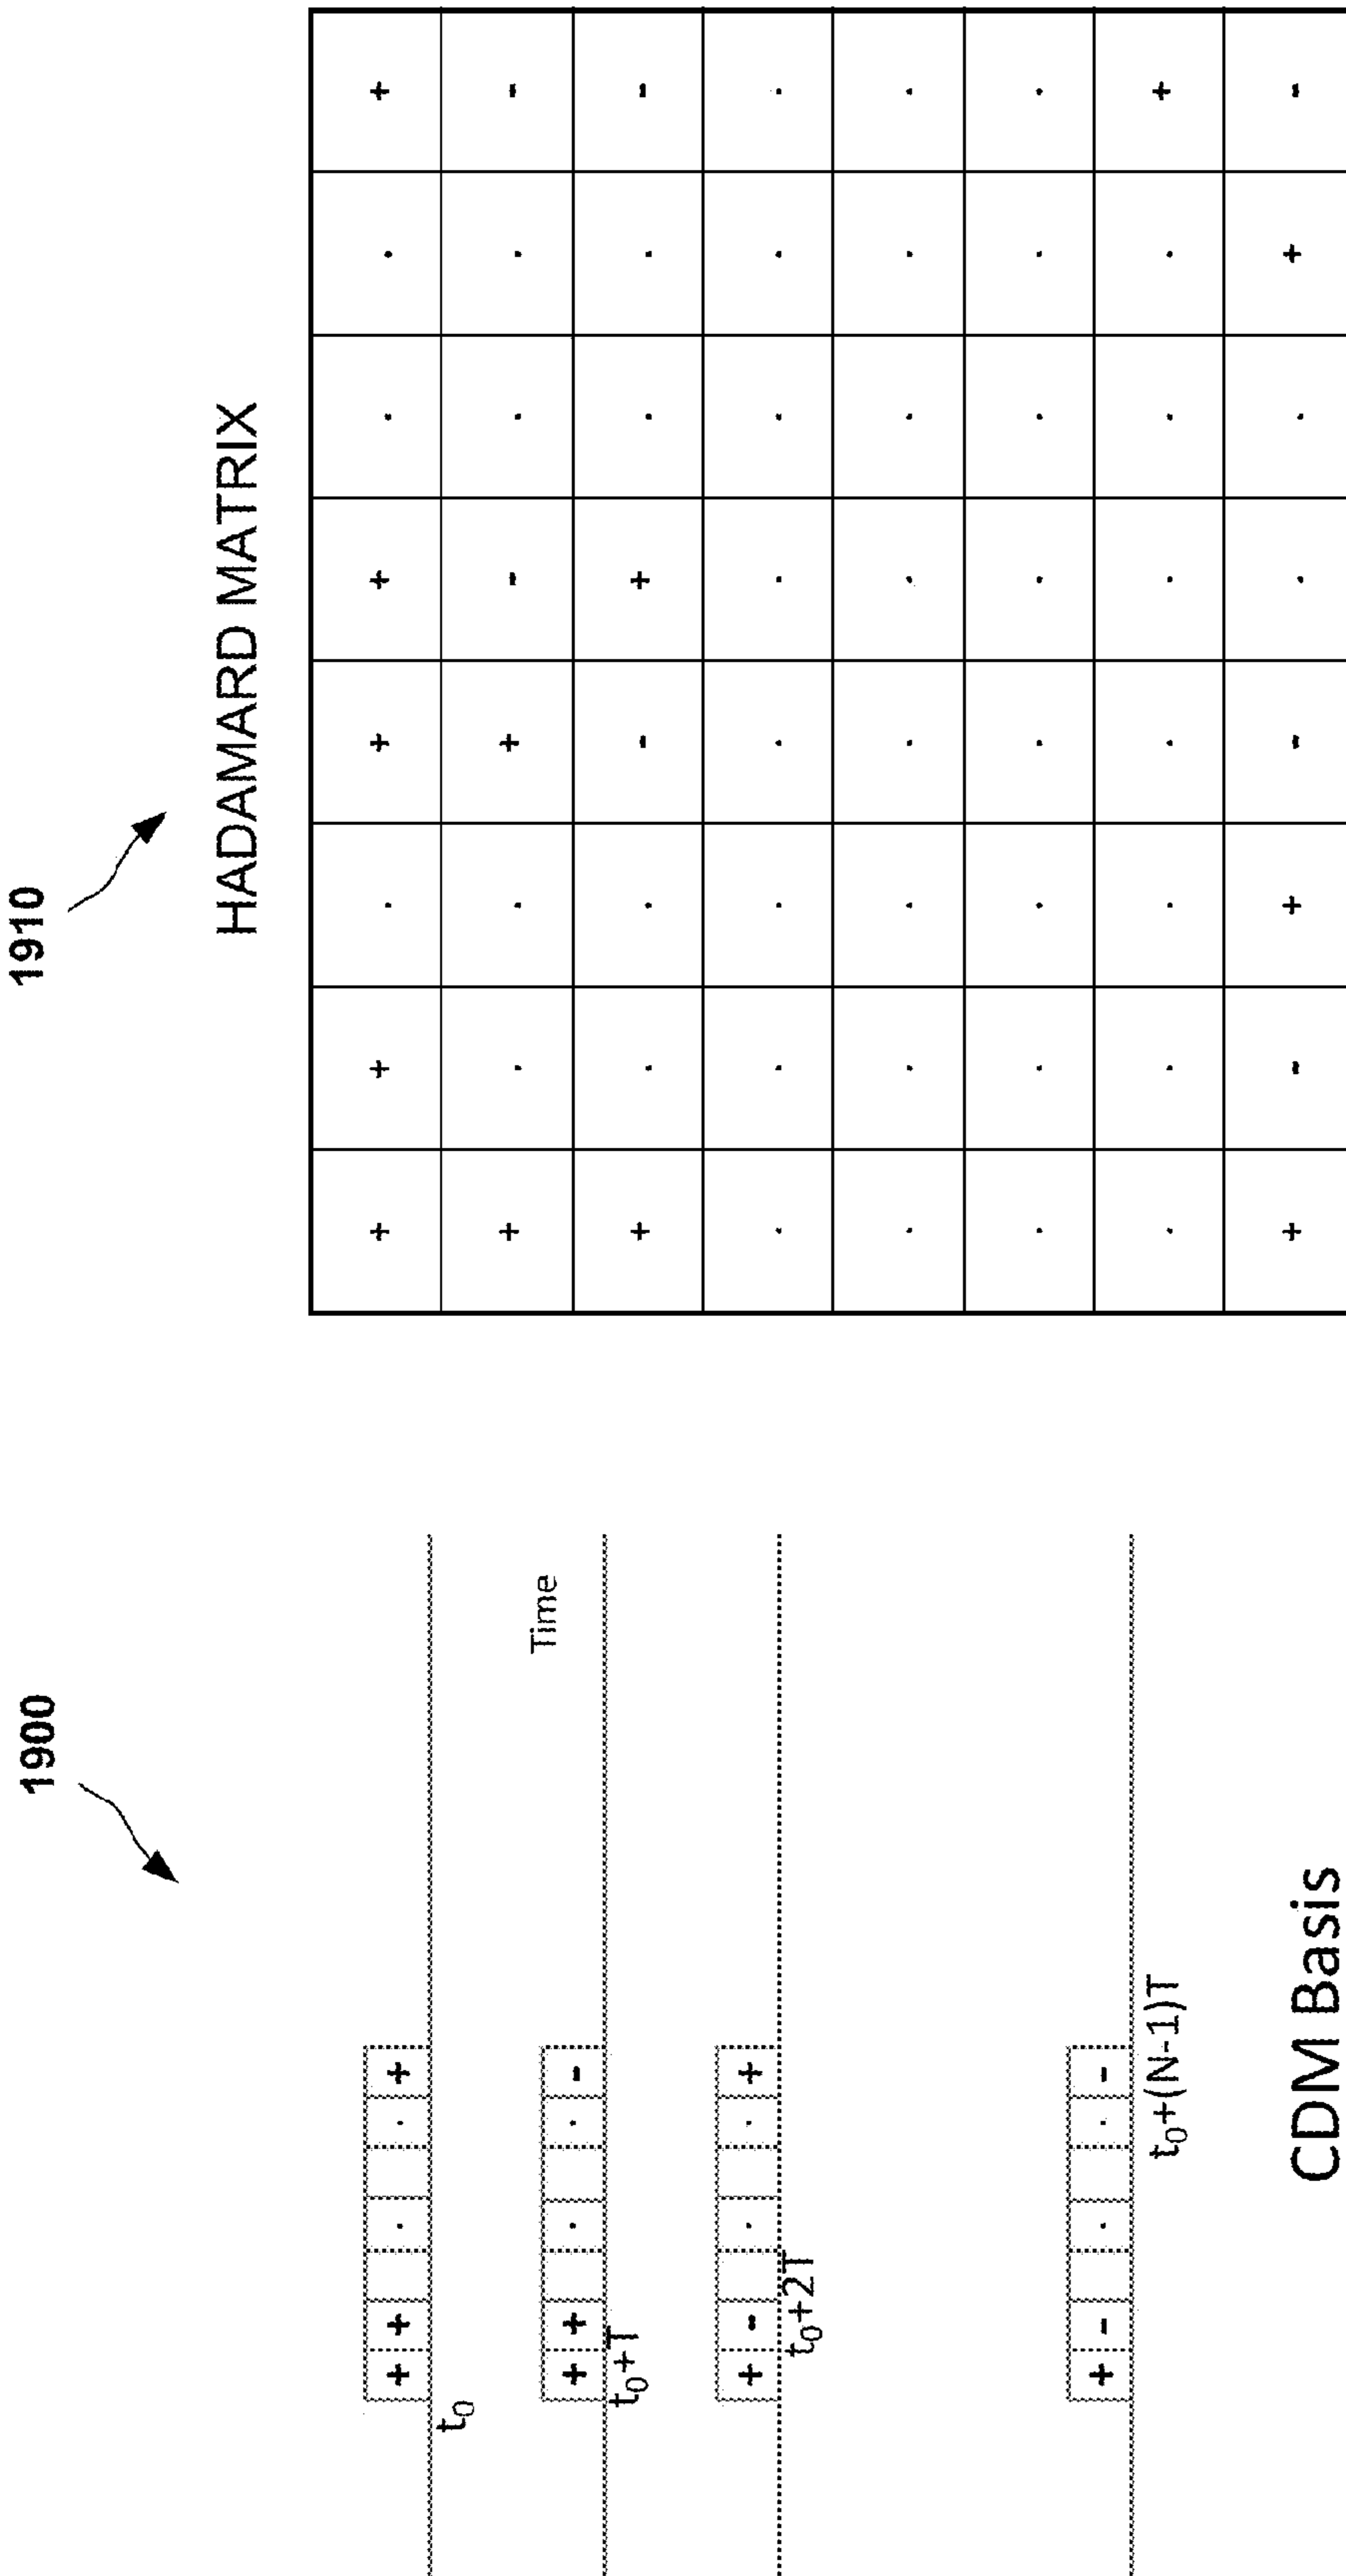 1900
+ + . . +
t₀
Time
+ + . . -
t₀+T
+ - . . +
t₀+2T
+ - . . -
t₀+(N-1)T
CDM Basis
1910
HADAMARD MATRIX
+ + . + + . . +
+ . . + - . . -
+ . . - + . . -
. . . . . . . .
. . . . . . . .
. . . . . . . .
. . . . . . . +
+ - + - . . + -